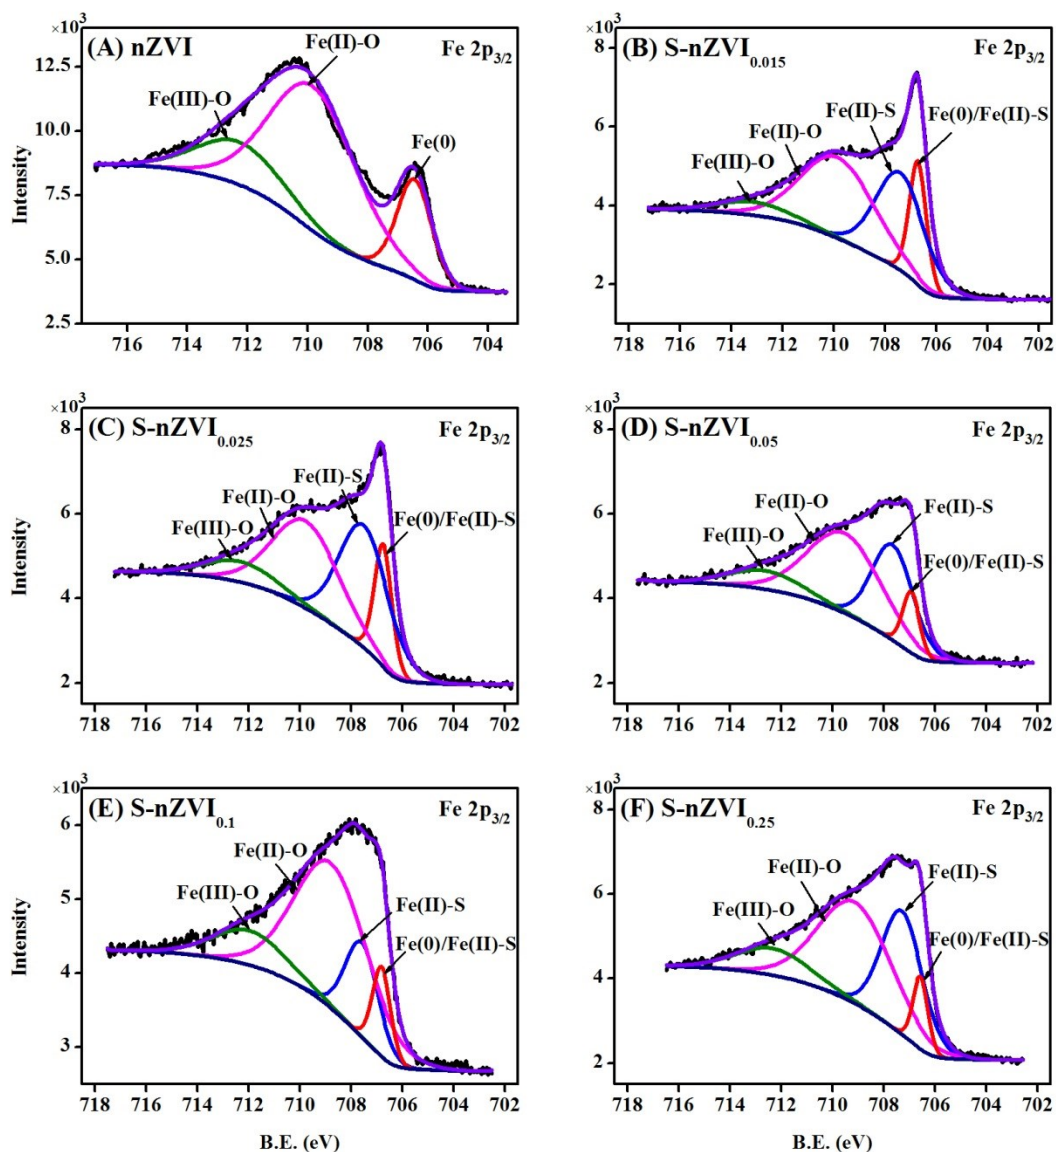 (A) nZVI
Fe 2p3/2
×10³
12.5
10.0
7.5
5.0
2.5
Intensity
Fe(II)-O
Fe(III)-O
Fe(0)
716 714 712 710 708 706 704
(B) S-nZVI0.015
Fe 2p3/2
×10³
8
6
4
2
Fe(II)-S
Fe(0)/Fe(II)-S
Fe(II)-O
Fe(III)-O
718 716 714 712 710 708 706 704 702
(C) S-nZVI0.025
Fe 2p3/2
×10³
8
6
4
2
Intensity
Fe(II)-S
Fe(II)-O
Fe(0)/Fe(II)-S
Fe(III)-O
718 716 714 712 710 708 706 704 702
(D) S-nZVI0.05
Fe 2p3/2
×10³
8
6
4
2
Fe(II)-O
Fe(II)-S
Fe(III)-O
Fe(0)/Fe(II)-S
718 716 714 712 710 708 706 704 702
(E) S-nZVI0.1
Fe 2p3/2
×10³
6
5
4
3
Intensity
Fe(II)-O
Fe(III)-O
Fe(II)-S
Fe(0)/Fe(II)-S
718 716 714 712 710 708 706 704 702
B.E. (eV)
(F) S-nZVI0.25
Fe 2p3/2
×10³
8
6
4
2
Fe(II)-O
Fe(II)-S
Fe(III)-O
Fe(0)/Fe(II)-S
718 716 714 712 710 708 706 704 702
B.E. (eV)